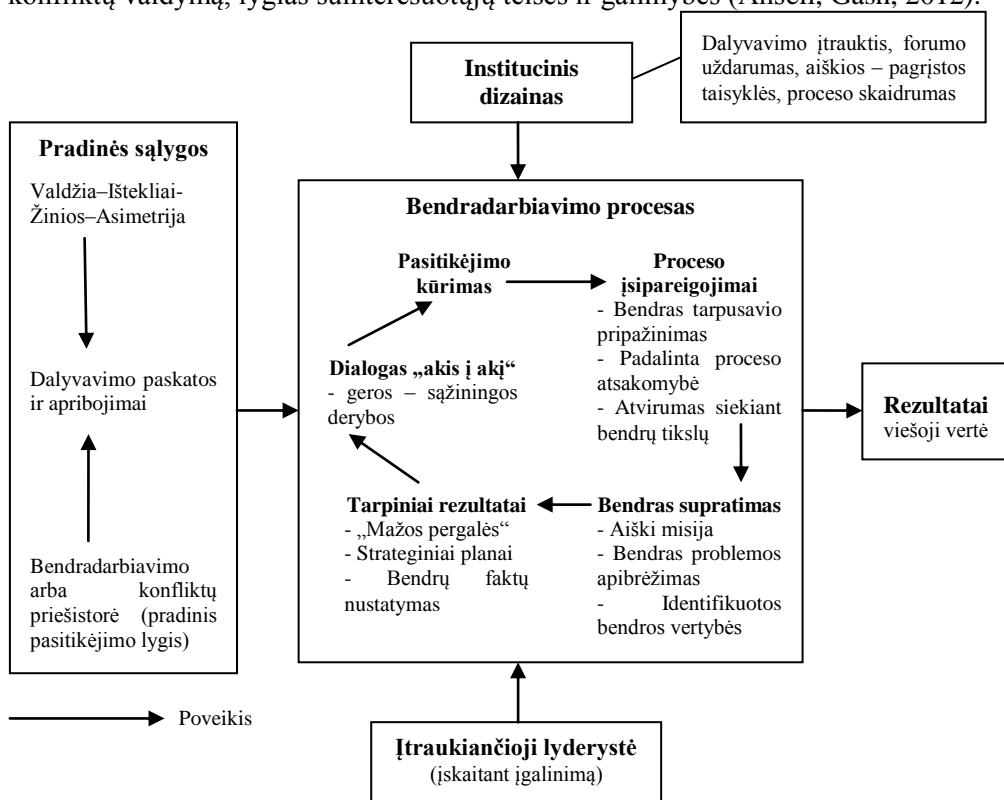 konfliktų valdymą, lygias suinteresuotųjų teises ir galimybes (Ansell, Gash, 2012).
Institucinis
dizainas
Dalyvavimo įtrauktis, forumo
uždarumas, aiškios – pagrįstos
taisyklės, proceso skaidrumas
Pradinės sąlygos
Valdžia–Ištekliai-
Žinios–Asimetrija
Dalyvavimo paskatos
ir apribojimai
Bendradarbiavimo
arba konfliktų
priešistorė (pradinis
pasitikėjimo lygis)
Bendradarbiavimo procesas
Pasitikėjimo
kūrimas
Proceso
įsipareigojimai
- Bendras tarpusavio
pripažinimas
- Padalinta proceso
atsakomybė
- Atvirumas siekiant
bendrų tikslų
Dialogas „akis į akį“
- geros – sąžiningos
derybos
Tarpiniai rezultatai
- „Mažos pergalės“
- Strateginiai planai
- Bendrų faktų
nustatymas
Bendras supratimas
- Aiški misija
- Bendras problemos
apibrėžimas
- Identifikuotos
bendros vertybės
Rezultatai
viešoji vertė
Poveikis
Įtraukiančioji lyderystė
(įskaitant įgalinimą)